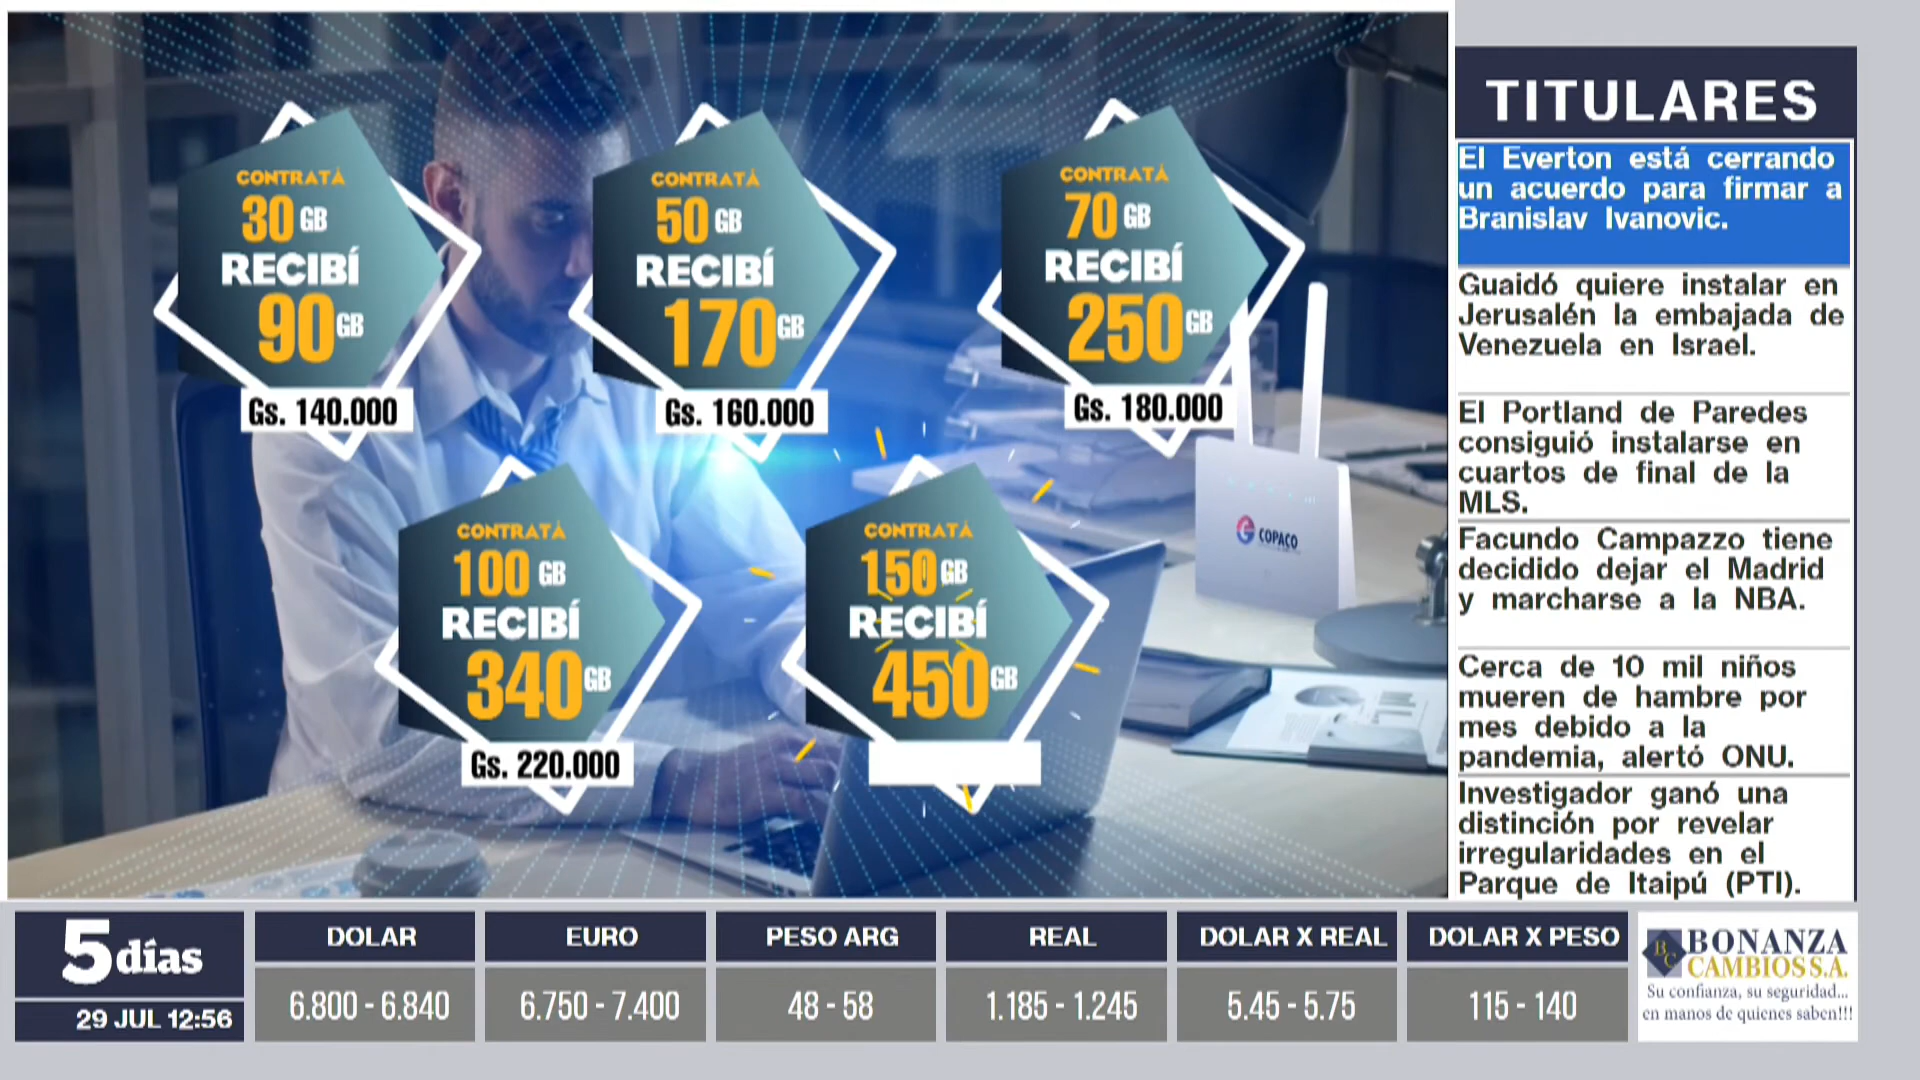 CONTRATÁ
30 GB
RECIBÍ
90 GB
Gs. 140.000
CONTRATÁ
50 GB
RECIBÍ
170 GB
Gs. 160.000
CONTRATÁ
70 GB
RECIBÍ
250 GB
Gs. 180.000
CONTRATÁ
100 GB
RECIBÍ
340 GB
Gs. 220.000
CONTRATÁ
150 GB
RECIBÍ
450 GB
COPACO
TITULARES
El Everton está cerrando
un acuerdo para firmar a
Branislav Ivanovic.
Guaidó quiere instalar en
Jerusalén la embajada de
Venezuela en Israel.
El Portland de Paredes
consiguió instalarse en
cuartos de final de la
MLS.
Facundo Campazzo tiene
decidido dejar el Madrid
y marcharse a la NBA.
Cerca de 10 mil niños
mueren de hambre por
mes debido a la
pandemia, alertó ONU.
Investigador ganó una
distinción por revelar
irregularidades en el
Parque de Itaipú (PTI).
5días
29 JUL 12:56
DOLAR
6.800 - 6.840
EURO
6.750 - 7.400
PESO ARG
48 - 58
REAL
1.185 - 1.245
DOLAR X REAL
5.45 - 5.75
DOLAR X PESO
115 - 140
BC BONANZA
CAMBIOS S.A.
Su confianza, su seguridad...
en manos de quienes saben!!!